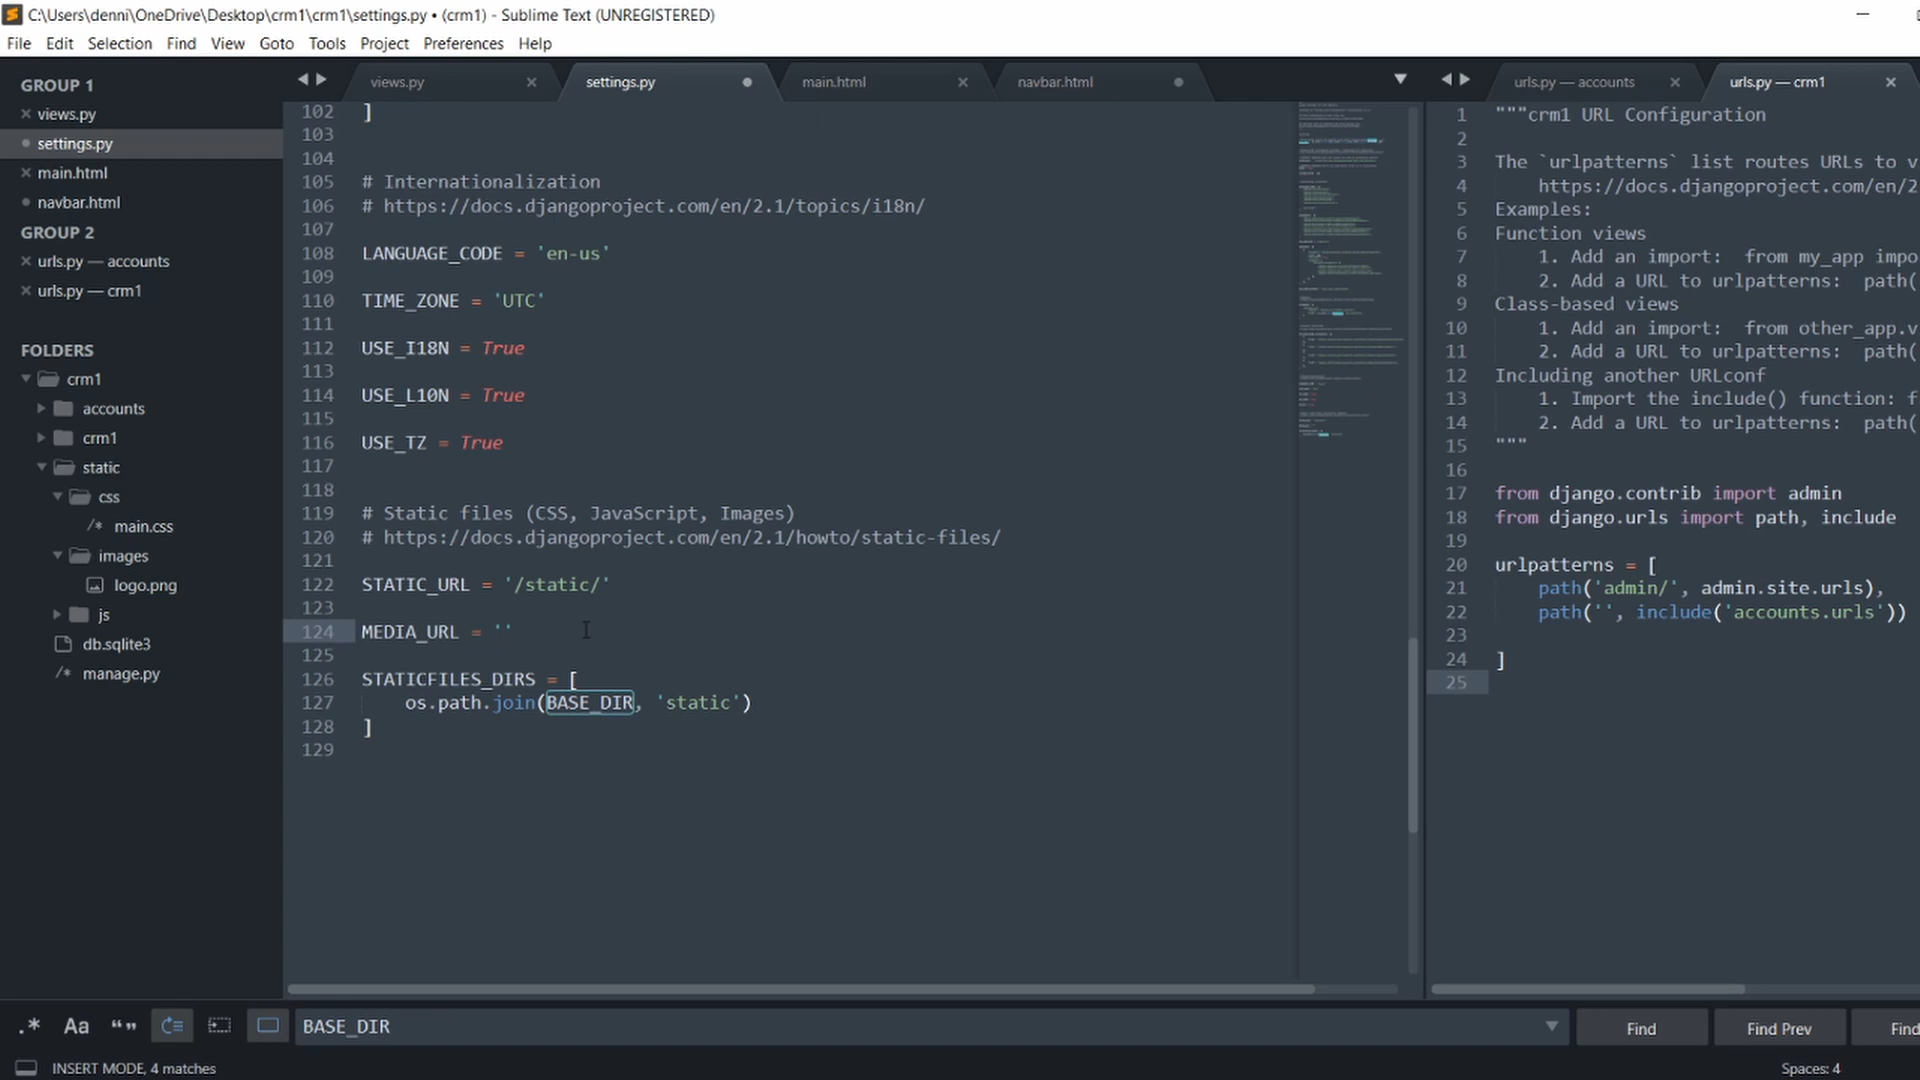 C:\Users\denni\OneDrive\Desktop\crm1\crm1\settings.py • (crm1) - Sublime Text (UNREGISTERED)
File Edit Selection Find View Goto Tools Project Preferences Help
GROUP 1
views.py
settings.py
main.html
navbar.html
GROUP 2
urls.py — accounts
urls.py — crm1
FOLDERS
crm1
accounts
crm1
static
css
/* main.css
images
logo.png
js
db.sqlite3
/* manage.py
views.py
settings.py
main.html
navbar.html
102 ]
103
104
105 # Internationalization
106 # https://docs.djangoproject.com/en/2.1/topics/i18n/
107
108 LANGUAGE_CODE = 'en-us'
109
110 TIME_ZONE = 'UTC'
111
112 USE_I18N = True
113
114 USE_L10N = True
115
116 USE_TZ = True
117
118
119 # Static files (CSS, JavaScript, Images)
120 # https://docs.djangoproject.com/en/2.1/howto/static-files/
121
122 STATIC_URL = '/static/'
123
124 MEDIA_URL = ''
125
126 STATICFILES_DIRS = [
127 os.path.join(BASE_DIR, 'static')
128 ]
129
urls.py — accounts
urls.py — crm1
1 """crm1 URL Configuration
2
3 The `urlpatterns` list routes URLs to v
4 https://docs.djangoproject.com/en/2
5 Examples:
6 Function views
7 1. Add an import: from my_app impo
8 2. Add a URL to urlpatterns: path(
9 Class-based views
10 1. Add an import: from other_app.v
11 2. Add a URL to urlpatterns: path(
12 Including another URLconf
13 1. Import the include() function: f
14 2. Add a URL to urlpatterns: path(
15 """
16
17 from django.contrib import admin
18 from django.urls import path, include
19
20 urlpatterns = [
21 path('admin/', admin.site.urls),
22 path('', include('accounts.urls'))
23
24 ]
25
.* Aa “” BASE_DIR Find Find Prev Find
INSERT MODE, 4 matches
Spaces: 4